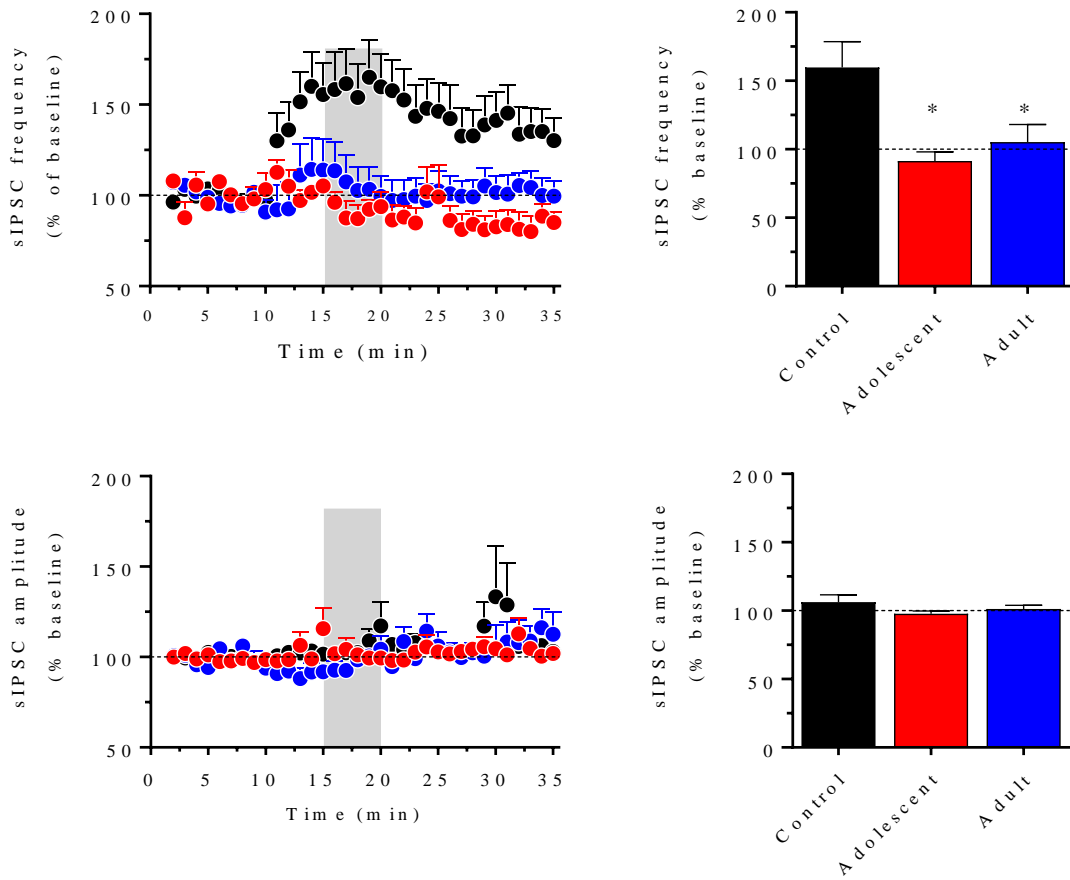 sIPSC frequency
(% of baseline)
200
150
100
50
0 5 10 15 20 25 30 35
Time (min)
sIPSC frequency
(% baseline)
200
150
100
50
0
* *
Control
Adolescent
Adult
sIPSC amplitude
(% baseline)
200
150
100
50
0 5 10 15 20 25 30 35
Time (min)
sIPSC amplitude
(% baseline)
200
150
100
50
0
Control
Adolescent
Adult